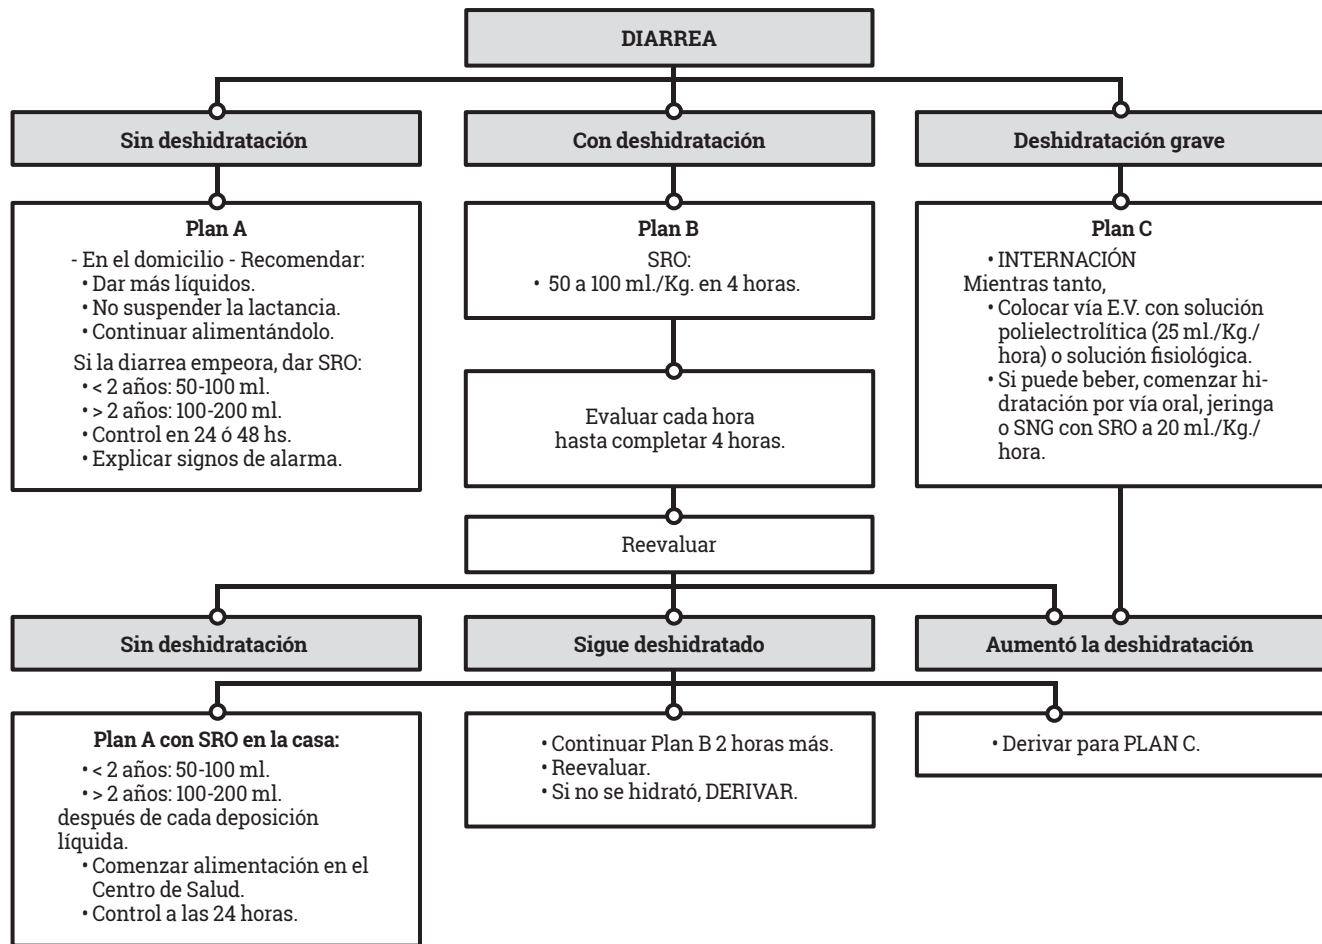 DIARREA
Sin deshidratación
Con deshidratación
Deshidratación grave
Plan A
- En el domicilio - Recomendar:
• Dar más líquidos.
• No suspender la lactancia.
• Continuar alimentándolo.
Si la diarrea empeora, dar SRO:
• < 2 años: 50-100 ml.
• > 2 años: 100-200 ml.
• Control en 24 ó 48 hs.
• Explicar signos de alarma.
Plan B
SRO:
• 50 a 100 ml./Kg. en 4 horas.
Evaluar cada hora
hasta completar 4 horas.
Reevaluar
Plan C
• INTERNACIÓN
Mientras tanto,
• Colocar vía E.V. con solución
polielectrolítica (25 ml./Kg./
hora) o solución fisiológica.
• Si puede beber, comenzar hi-
dratación por vía oral, jeringa
o SNG con SRO a 20 ml./Kg./
hora.
Sin deshidratación
Sigue deshidratado
Aumentó la deshidratación
Plan A con SRO en la casa:
• < 2 años: 50-100 ml.
• > 2 años: 100-200 ml.
después de cada deposición
líquida.
• Comenzar alimentación en el
Centro de Salud.
• Control a las 24 horas.
• Continuar Plan B 2 horas más.
• Reevaluar.
• Si no se hidrató, DERIVAR.
• Derivar para PLAN C.